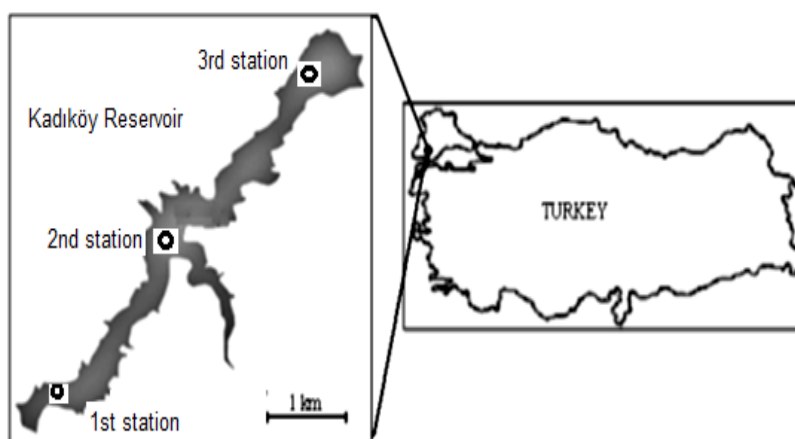 3rd station
Kadıköy Reservoir
2nd station
1st station
1 km
TURKEY